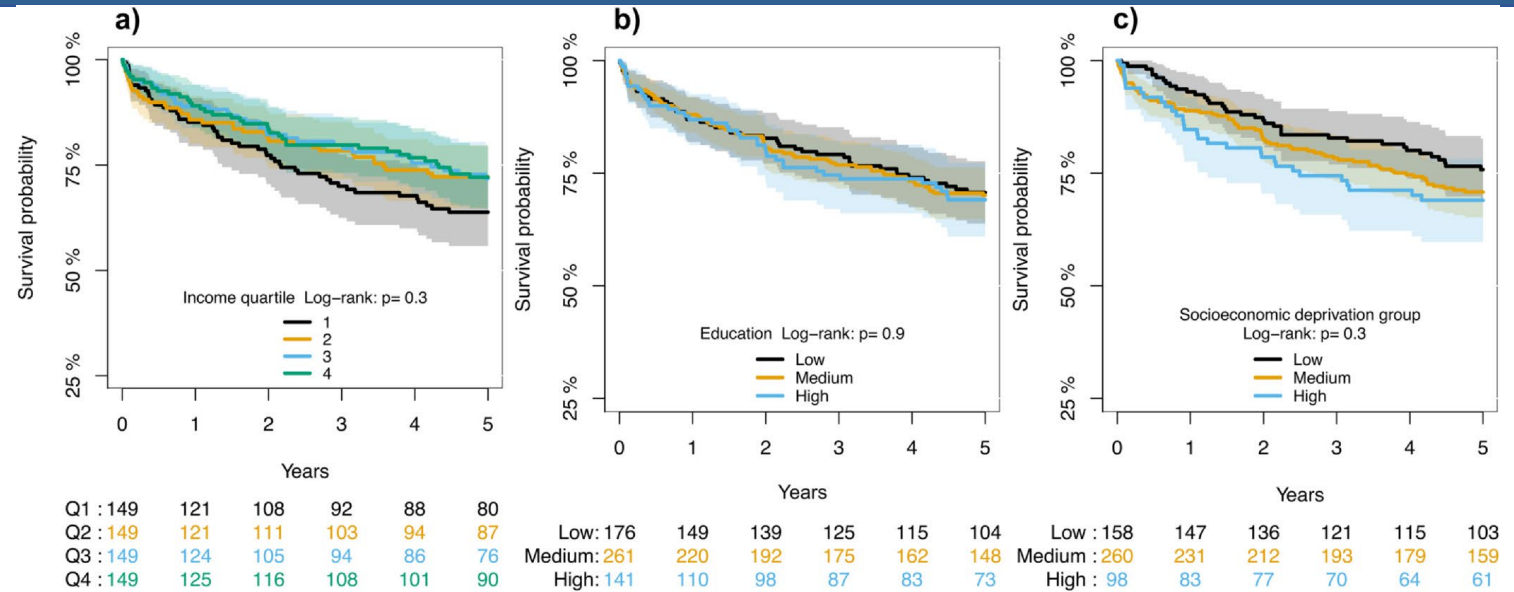 a)
Survival probability
100 %
75 %
50 %
25 %
Income quartile Log-rank: p= 0.3
1
2
3
4
0 1 2 3 4 5
Years
Q1 : 149 121 108 92 88 80
Q2 : 149 121 111 103 94 87
Q3 : 149 124 105 94 86 76
Q4 : 149 125 116 108 101 90
b)
Survival probability
100 %
75 %
50 %
25 %
Education Log-rank: p= 0.9
Low
Medium
High
0 1 2 3 4 5
Years
Low: 176 149 139 125 115 104
Medium: 261 220 192 175 162 148
High: 141 110 98 87 83 73
c)
Survival probability
100 %
75 %
50 %
25 %
Socioeconomic deprivation group
Log-rank: p= 0.3
Low
Medium
High
0 1 2 3 4 5
Years
Low : 158 147 136 121 115 103
Medium : 260 231 212 193 179 159
High : 98 83 77 70 64 61